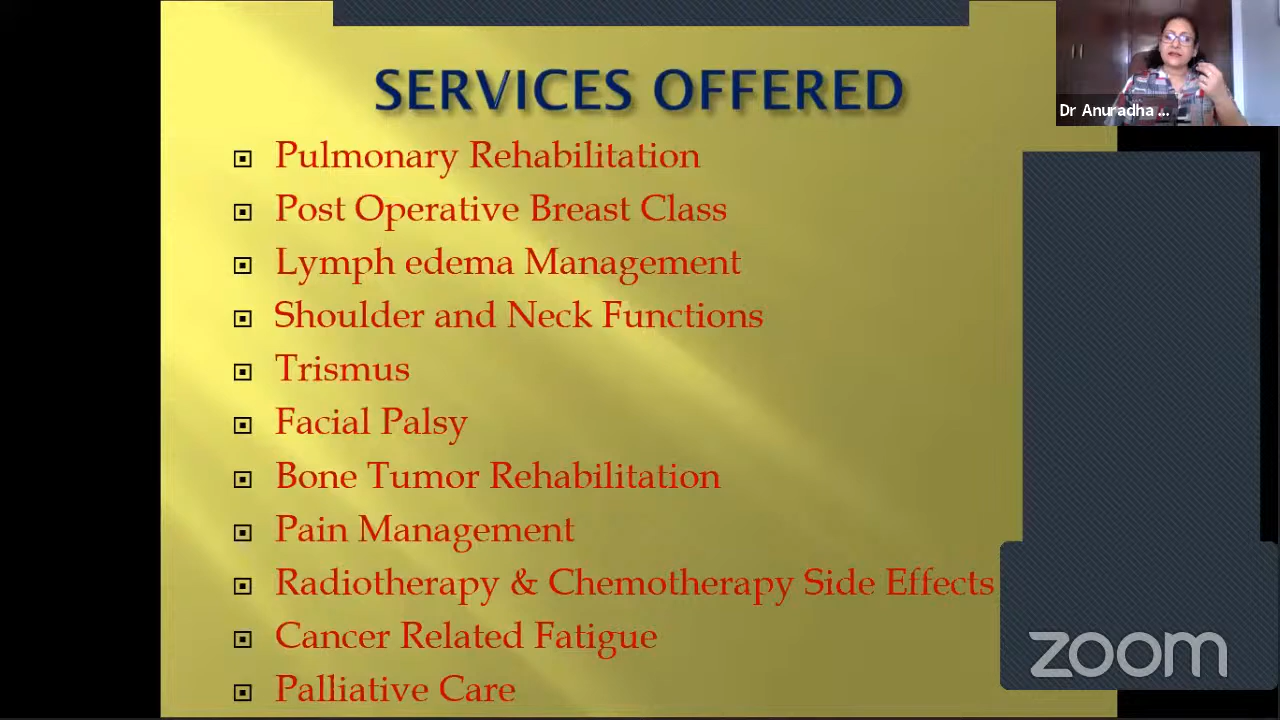 SERVICES OFFERED
Pulmonary Rehabilitation
Post Operative Breast Class
Lymph edema Management
Shoulder and Neck Functions
Trismus
Facial Palsy
Bone Tumor Rehabilitation
Pain Management
Radiotherapy & Chemotherapy Side Effects
Cancer Related Fatigue
Palliative Care
Dr Anuradha ...
zoom